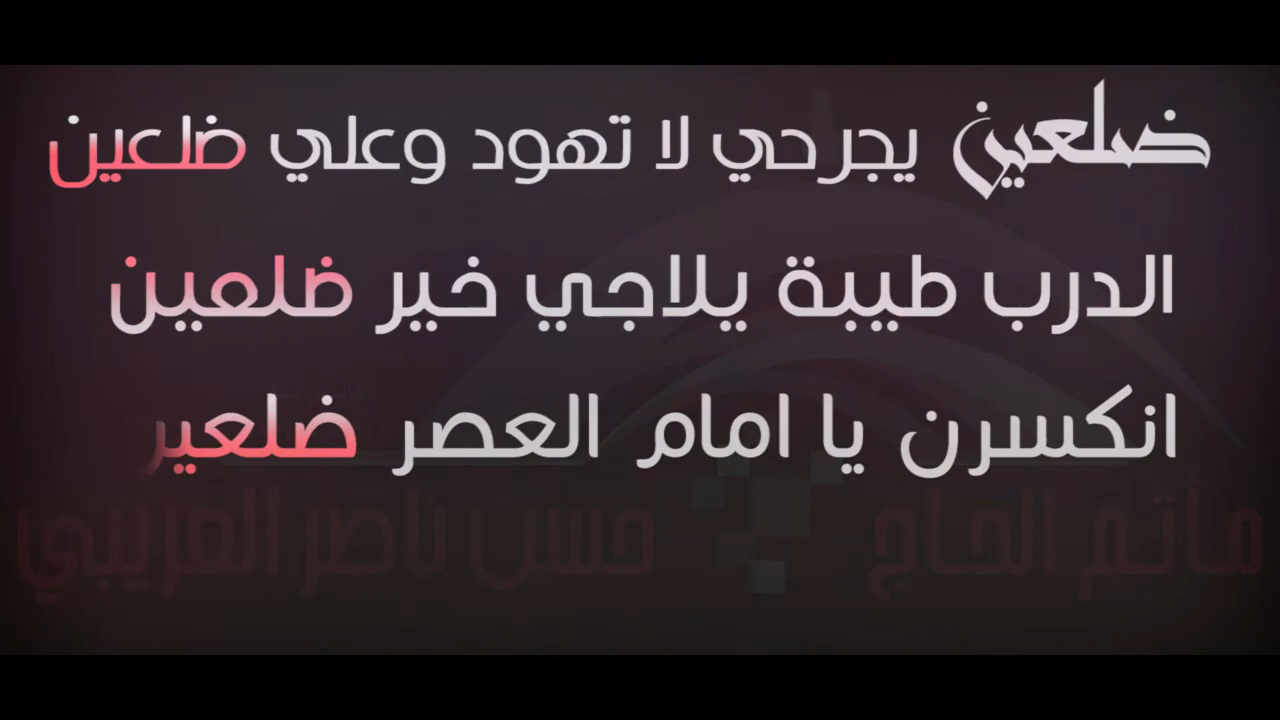 ضلعين يجرحي لا تهود وعلي ضلعين
الدرب طيبة يلاجي خير ضلعين
انكسرن يا امام العصر ضلعير
مأتم الحاج حسن ناصر العريبي